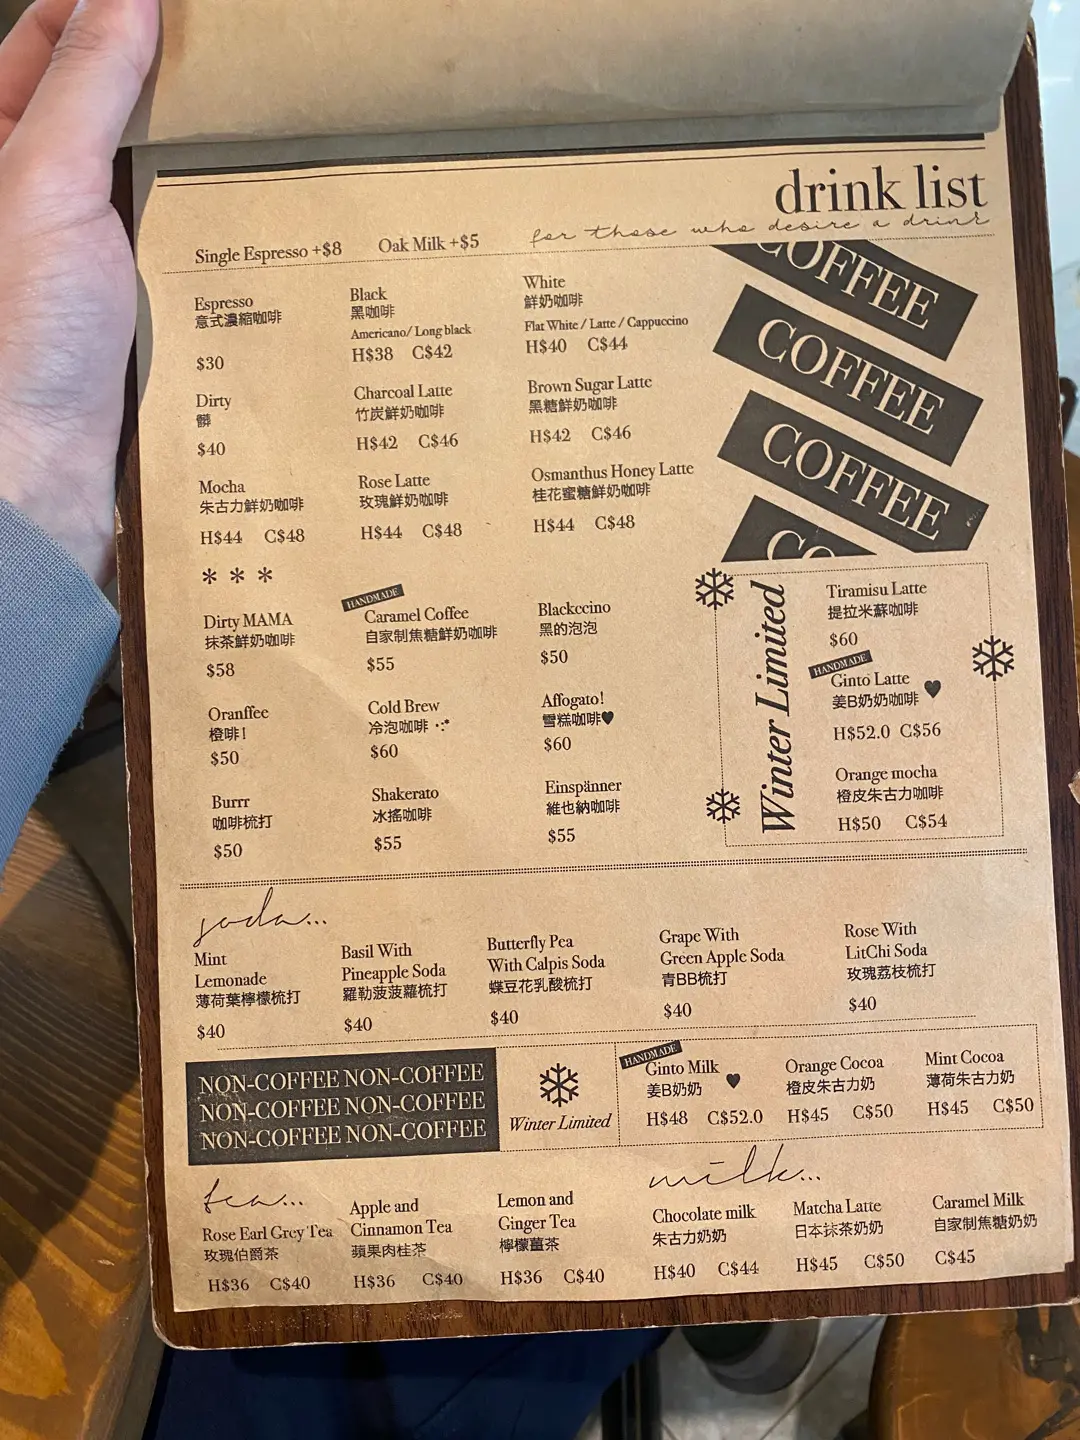 drink list
for those who desire a drink
Single Espresso +$8 Oak Milk +$5
Espresso
意式濃縮咖啡
$30
Black
黑咖啡
Americano/ Long black
H$38 C$42
White
鮮奶咖啡
Flat White / Latte / Cappuccino
H$40 C$44
Dirty
髒
$40
Charcoal Latte
竹炭鮮奶咖啡
H$42 C$46
Brown Sugar Latte
黑糖鮮奶咖啡
H$42 C$46
Mocha
朱古力鮮奶咖啡
H$44 C$48
Rose Latte
玫瑰鮮奶咖啡
H$44 C$48
Osmanthus Honey Latte
桂花蜜糖鮮奶咖啡
H$44 C$48
COFFEE
COFFEE
COFFEE
CO
* * *
Dirty MAMA
抹茶鮮奶咖啡
$58
HANDMADE
Caramel Coffee
自家制焦糖鮮奶咖啡
$55
Blackccino
黑的泡泡
$50
Oranffee
橙啡!
$50
Cold Brew
冷泡咖啡
$60
Affogato!
雪糕咖啡♥
$60
Burrr
咖啡梳打
$50
Shakerato
冰搖咖啡
$55
Einspänner
維也納咖啡
$55
Winter Limited
Tiramisu Latte
提拉米蘇咖啡
$60
HANDMADE
Ginto Latte
姜B奶奶咖啡 ♥
H$52.0 C$56
Orange mocha
橙皮朱古力咖啡
H$50 C$54
soda...
Mint
Lemonade
薄荷葉檸檬梳打
$40
Basil With
Pineapple Soda
羅勒菠菠蘿梳打
$40
Butterfly Pea
With Calpis Soda
蝶豆花乳酸梳打
$40
Grape With
Green Apple Soda
青BB梳打
$40
Rose With
LitChi Soda
玫瑰荔枝梳打
$40
NON-COFFEE NON-COFFEE
NON-COFFEE NON-COFFEE
NON-COFFEE NON-COFFEE
Winter Limited
HANDMADE
Ginto Milk
姜B奶奶 ♥
H$48 C$52.0
Orange Cocoa
橙皮朱古力奶
H$45 C$50
Mint Cocoa
薄荷朱古力奶
H$45 C$50
tea...
Rose Earl Grey Tea
玫瑰伯爵茶
H$36 C$40
Apple and
Cinnamon Tea
蘋果肉桂茶
H$36 C$40
Lemon and
Ginger Tea
檸檬薑茶
H$36 C$40
milk...
Chocolate milk
朱古力奶奶
H$40 C$44
Matcha Latte
日本抹茶奶奶
H$45 C$50
Caramel Milk
自家制焦糖奶奶
C$45